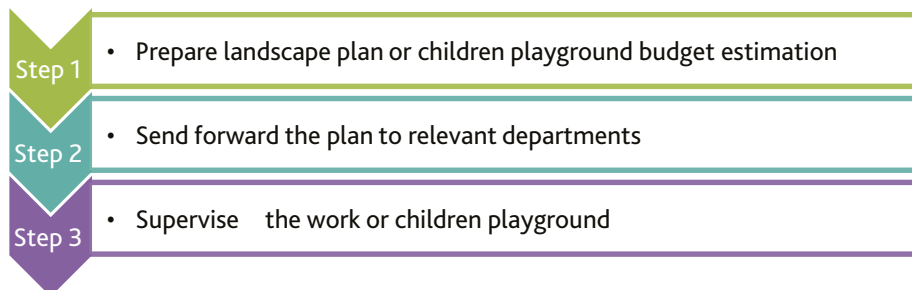 Step 1
• Prepare landscape plan or children playground budget estimation
Step 2
• Send forward the plan to relevant departments
Step 3
• Supervise the work or children playground